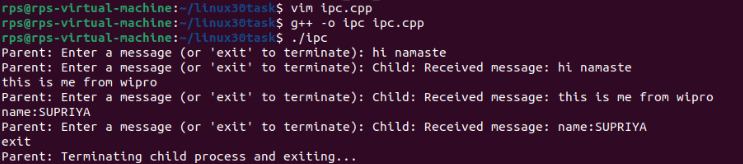 rps@rps-virtual-machine:~/linux30task$ vim ipc.cpp
rps@rps-virtual-machine:~/linux30task$ g++ -o ipc ipc.cpp
rps@rps-virtual-machine:~/linux30task$ ./ipc
Parent: Enter a message (or 'exit' to terminate): hi namaste
Parent: Enter a message (or 'exit' to terminate): Child: Received message: hi namaste
this is me from wipro
Parent: Enter a message (or 'exit' to terminate): Child: Received message: this is me from wipro
name:SUPRIYA
Parent: Enter a message (or 'exit' to terminate): Child: Received message: name:SUPRIYA
exit
Parent: Terminating child process and exiting...